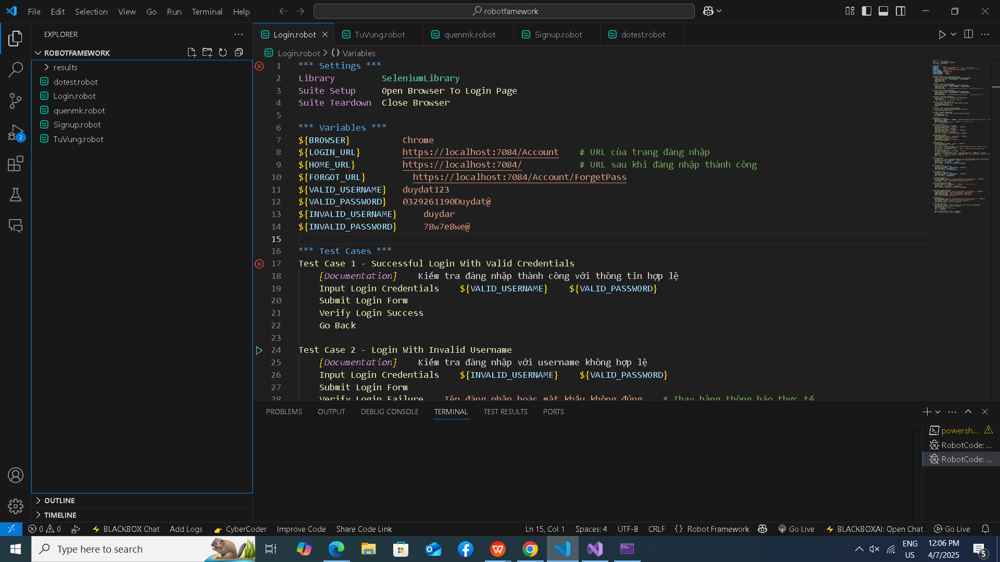 File Edit Selection View Go Run Terminal Help
robotfamework
EXPLORER
ROBOTFAMEWORK
results
dotest.robot
Login.robot
quenmk.robot
Signup.robot
TuVung.robot
OUTLINE
TIMELINE
Login.robot TuVung.robot quenmk.robot Signup.robot dotest.robot
Login.robot > {} Variables
1 *** Settings ***
2 Library SeleniumLibrary
3 Suite Setup Open Browser To Login Page
4 Suite Teardown Close Browser
5
6 *** Variables ***
7 ${BROWSER} Chrome
8 ${LOGIN_URL} https://localhost:7084/Account # URL của trang đăng nhập
9 ${HOME_URL} https://localhost:7084/ # URL sau khi đăng nhập thành công
10 ${FORGOT_URL} https://localhost:7084/Account/ForgetPass
11 ${VALID_USERNAME} duydat123
12 ${VALID_PASSWORD} 0329261190Duydat@
13 ${INVALID_USERNAME} duydar
14 ${INVALID_PASSWORD} 78w7e8we@
15
16 *** Test Cases ***
17 Test Case 1 - Successful Login With Valid Credentials
18 [Documentation] Kiểm tra đăng nhập thành công với thông tin hợp lệ
19 Input Login Credentials ${VALID_USERNAME} ${VALID_PASSWORD}
20 Submit Login Form
21 Verify Login Success
22 Go Back
23
24 Test Case 2 - Login With Invalid Username
25 [Documentation] Kiểm tra đăng nhập với username không hợp lệ
26 Input Login Credentials ${INVALID_USERNAME} ${VALID_PASSWORD}
27 Submit Login Form
28 Verify Login Failure Tên đăng nhập hoặc mật khẩu không đúng # Thay bằng thông báo thực tế
PROBLEMS OUTPUT DEBUG CONSOLE TERMINAL TEST RESULTS PORTS
powersh...
RobotCode: ...
RobotCode: ...
2
0 0 BLACKBOX Chat Add Logs CyberCoder Improve Code Share Code Link
Ln 15, Col 1 Spaces: 4 UTF-8 CRLF {} Robot Framework Go Live BLACKBOXAI: Open Chat Go Live
Type here to search
ENG
US
12:06 PM
4/7/2025
5